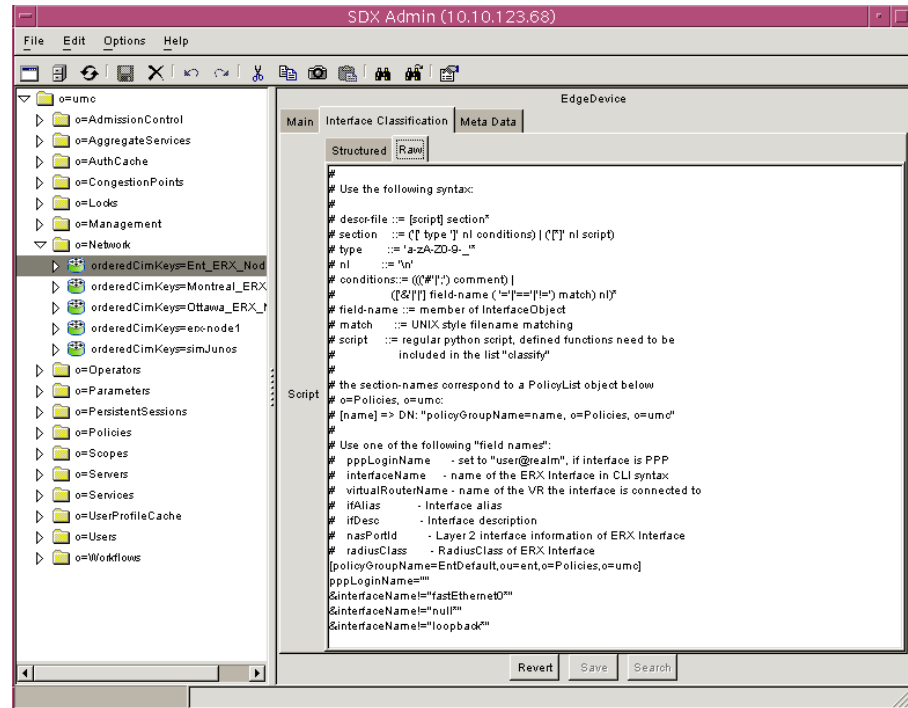 SDX Admin (10.10.123.68)
File Edit Options Help
o=umc
o=AdmissionControl
o=AggregateServices
o=AuthCache
o=CongestionPoints
o=Locks
o=Management
o=Network
orderedCimKeys=Ent_ERX_Nod
orderedCimKeys=Montreal_ERX
orderedCimKeys=Ottawa_ERX_
orderedCimKeys=erx-node1
orderedCimKeys=simJunos
o=Operators
o=Parameters
o=PersistentSessions
o=Policies
o=Scopes
o=Servers
o=Services
o=UserProfileCache
o=Users
o=Workflows
EdgeDevice
Main Interface Classification Meta Data
Structured Raw
Script
#
# Use the following syntax:
#
# descr-file ::= [script] section*
# section ::= ('[' type ']' nl conditions) | ('[*]' nl script)
# type ::= 'a-zA-Z0-9-_'*
# nl ::= '\n'
# conditions::= ((('#'|';') comment) |
# (['&'|'|'] field-name ( '='|'=='|'!=') match) nl)*
# field-name ::= member of InterfaceObject
# match ::= UNIX style filename matching
# script ::= regular python script, defined functions need to be
# included in the list "classify"
#
# the section-names correspond to a PolicyList object below
# o=Policies, o=umc:
# [name] => DN: "policyGroupName=name, o=Policies, o=umc"
#
# Use one of the following "field names":
# pppLoginName - set to "user@realm", if interface is PPP
# interfaceName - name of the ERX Interface in CLI syntax
# virtualRouterName - name of the VR the interface is connected to
# ifAlias - Interface alias
# ifDesc - Interface description
# nasPortId - Layer 2 interface information of ERX Interface
# radiusClass - RadiusClass of ERX Interface
[policyGroupName=EntDefault,ou=ent,o=Policies,o=umc]
pppLoginName=""
&interfaceName!="fastEthernet0*"
&interfaceName!="null*"
&interfaceName!="loopback*"
Revert Save Search